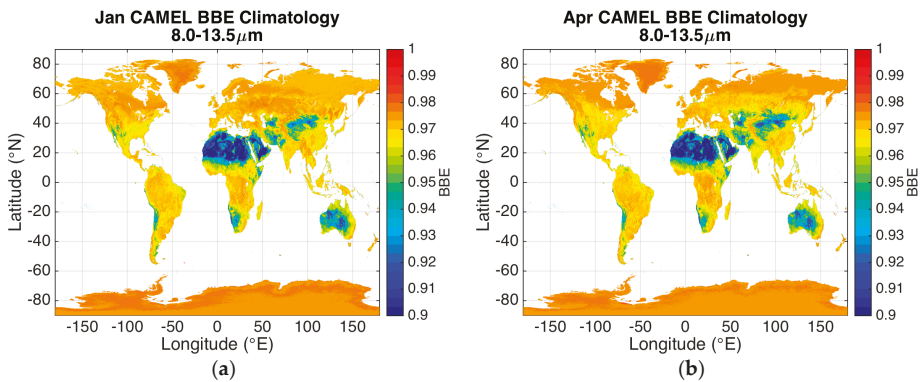 Jan CAMEL BBE Climatology
8.0-13.5μm
80
60
40
20
0
-20
-40
-60
-80
Latitude (°N)
-150 -100 -50 0 50 100 150
Longitude (°E)
1
0.99
0.98
0.97
0.96
0.95
0.94
0.93
0.92
0.91
0.9
BBE
(a)
Apr CAMEL BBE Climatology
8.0-13.5μm
80
60
40
20
0
-20
-40
-60
-80
Latitude (°N)
-150 -100 -50 0 50 100 150
Longitude (°E)
1
0.99
0.98
0.97
0.96
0.95
0.94
0.93
0.92
0.91
0.9
BBE
(b)